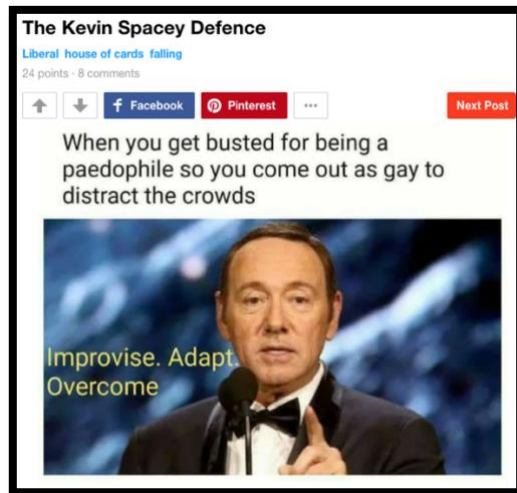 The Kevin Spacey Defence
Liberal house of cards falling
24 points · 8 comments
f Facebook Pinterest ••• Next Post
When you get busted for being a
paedophile so you come out as gay to
distract the crowds
Improvise. Adapt.
Overcome